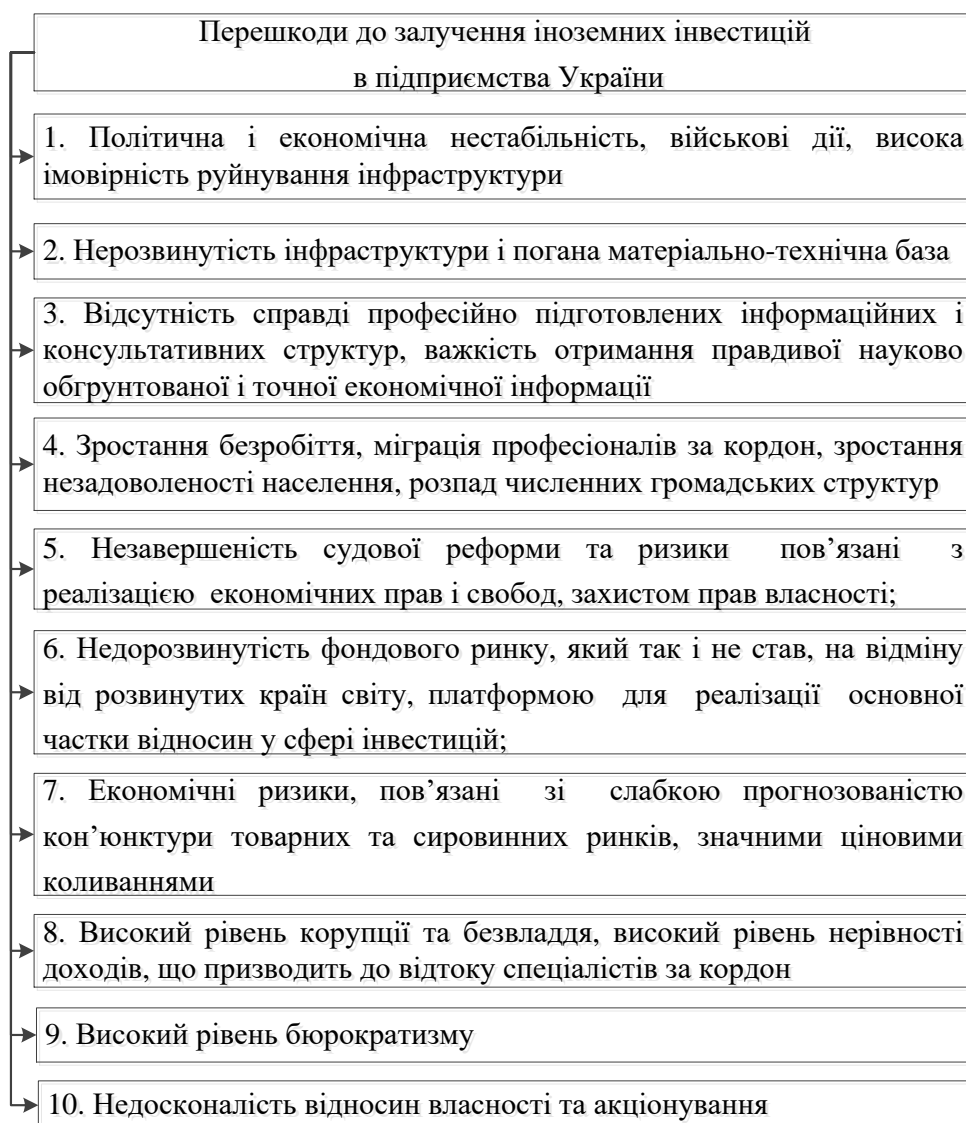 Перешкоди до залучення іноземних інвестицій
в підприємства України
1. Політична і економічна нестабільність, військові дії, висока
імовірність руйнування інфраструктури
2. Нерозвинутість інфраструктури і погана матеріально-технічна база
3. Відсутність справді професійно підготовлених інформаційних і
консультативних структур, важкість отримання правдивої науково
обгрунтованої і точної економічної інформації
4. Зростання безробіття, міграція професіоналів за кордон, зростання
незадоволеності населення, розпад численних громадських структур
5. Незавершеність судової реформи та ризики пов’язані з
реалізацією економічних прав і свобод, захистом прав власності;
6. Недорозвинутість фондового ринку, який так і не став, на відміну
від розвинутих країн світу, платформою для реалізації основної
частки відносин у сфері інвестицій;
7. Економічні ризики, пов’язані зі слабкою прогнозованістю
кон’юнктури товарних та сировинних ринків, значними ціновими
коливаннями
8. Високий рівень корупції та безвладдя, високий рівень нерівності
доходів, що призводить до відтоку спеціалістів за кордон
9. Високий рівень бюрократизму
10. Недосконалість відносин власності та акціонування